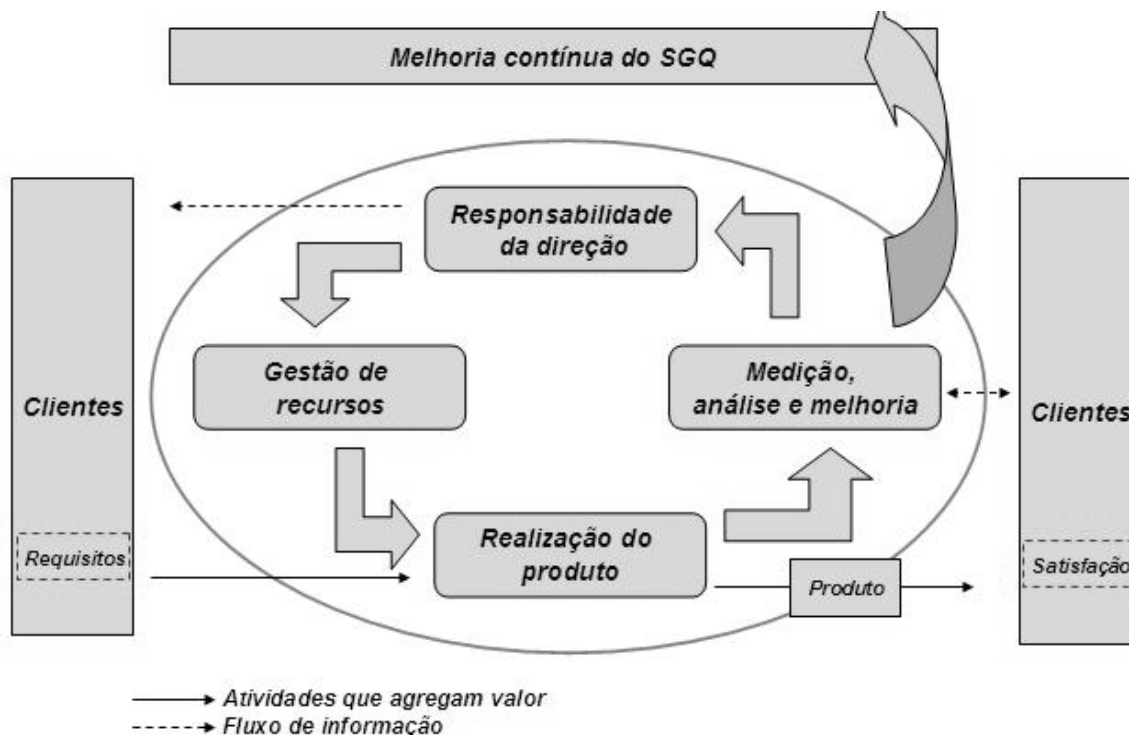 Melhoria contínua do SGQ
Responsabilidade
da direção
Gestão de
recursos
Medição,
análise e melhoria
Clientes
Clientes
Realização do
produto
Requisitos
Produto
Satisfação
Atividades que agregam valor
Fluxo de informação